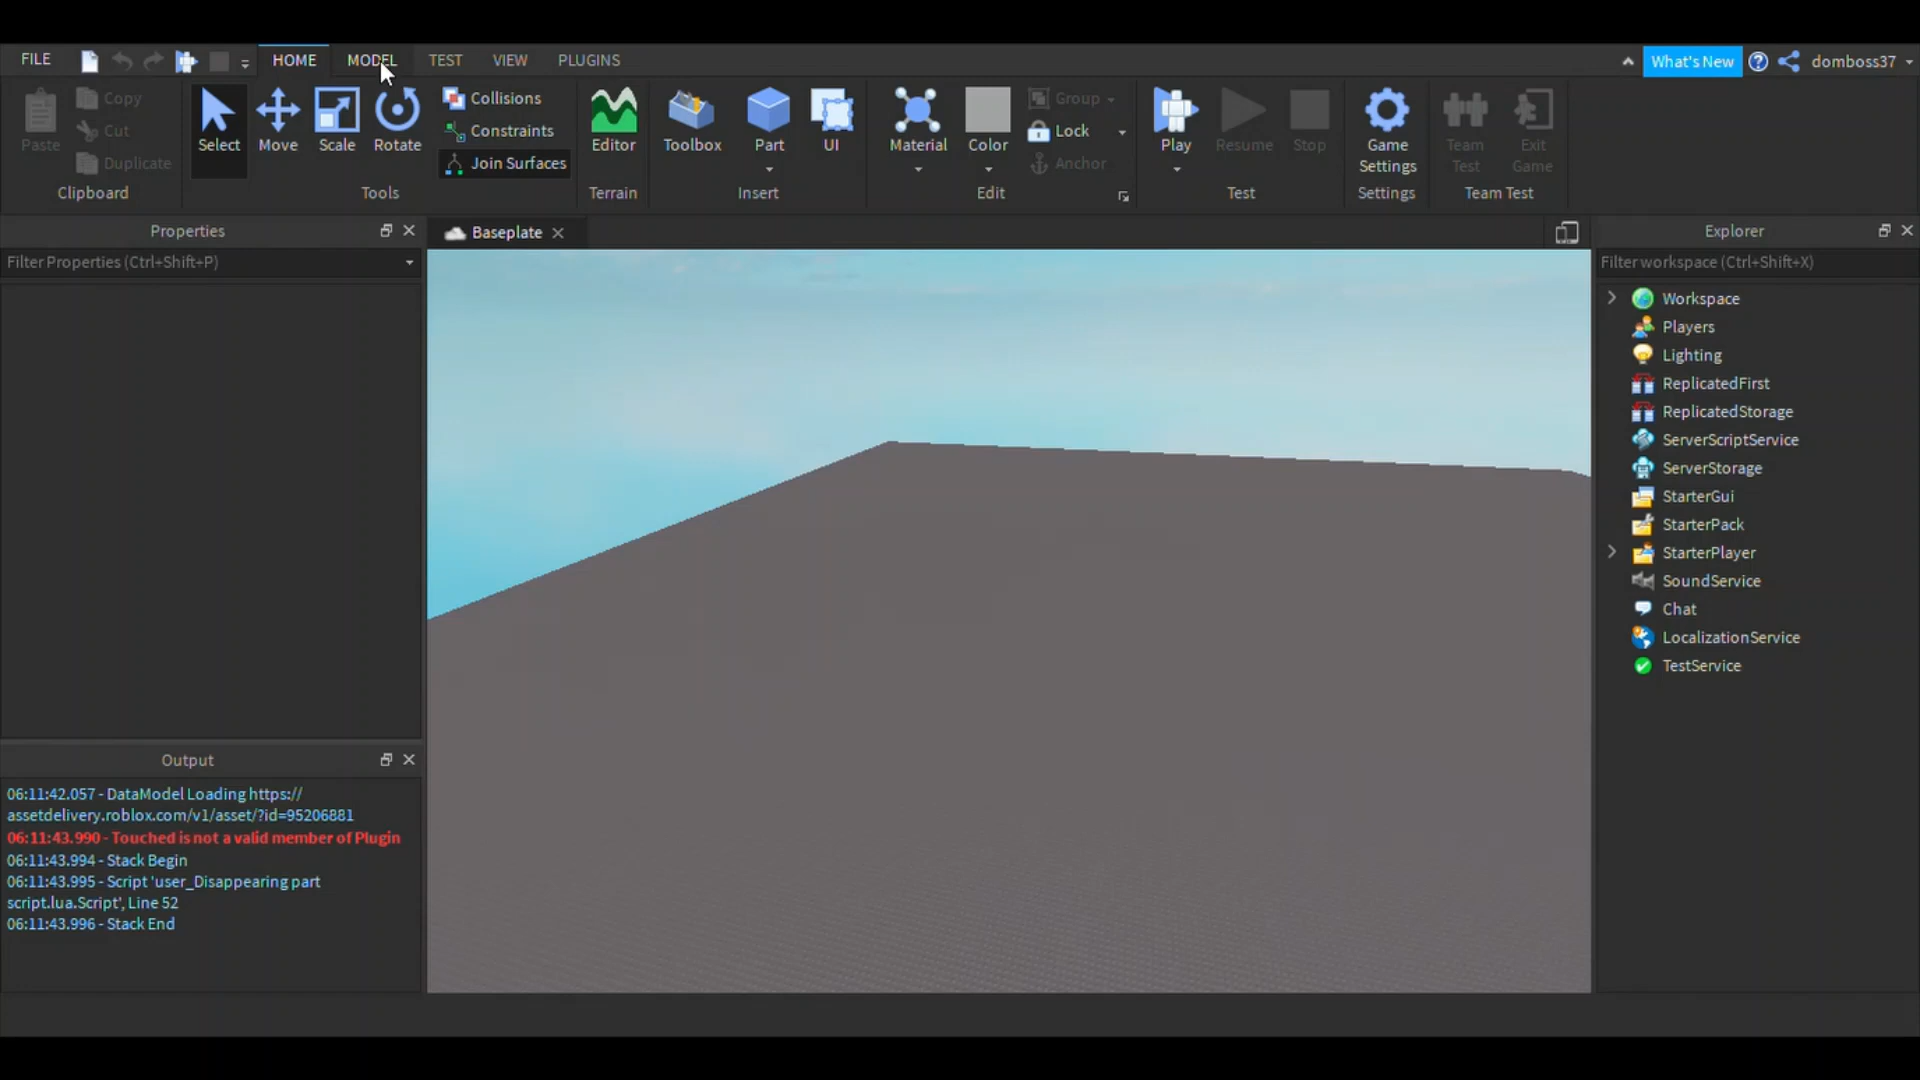 FILE HOME MODEL TEST VIEW PLUGINS What's New domboss37
Paste Copy Cut Duplicate
Clipboard
Select Move Scale Rotate
Collisions
Constraints
Join Surfaces
Tools
Editor
Terrain
Toolbox Part UI
Insert
Material Color
Group
Lock
Anchor
Edit
Play Resume Stop
Test
Game
Settings
Settings
Team
Test
Exit
Game
Team Test
Properties
Filter Properties (Ctrl+Shift+P)
Output
06:11:42.057 - DataModel Loading https://
assetdelivery.roblox.com/v1/asset/?id=95206881
06:11:43.990 - Touched is not a valid member of Plugin
06:11:43.994 - Stack Begin
06:11:43.995 - Script 'user_Disappearing part
script.lua.Script', Line 52
06:11:43.996 - Stack End
Baseplate
Explorer
Filter workspace (Ctrl+Shift+X)
Workspace
Players
Lighting
ReplicatedFirst
ReplicatedStorage
ServerScriptService
ServerStorage
StarterGui
StarterPack
StarterPlayer
SoundService
Chat
LocalizationService
TestService